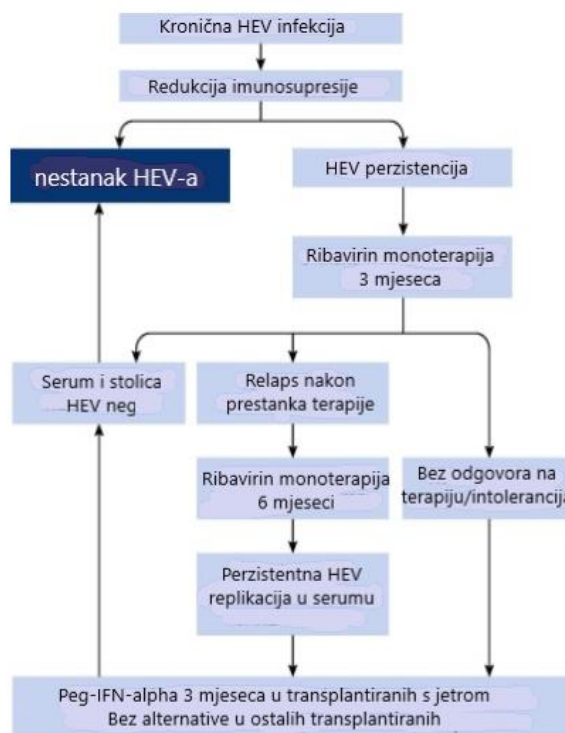 Kronična HEV infekcija
Redukcija imunosupresije
nestanak HEV-a
HEV perzistencija
Ribavirin monoterapija
3 mjeseca
Serum i stolica
HEV neg
Relaps nakon
prestanka terapije
Bez odgovora na
terapiju/intolerancija
Ribavirin monoterapija
6 mjeseci
Perzistentna HEV
replikacija u serumu
Peg-IFN-alpha 3 mjeseca u transplantiranih s jetrom
Bez alternative u ostalih transplantiranih